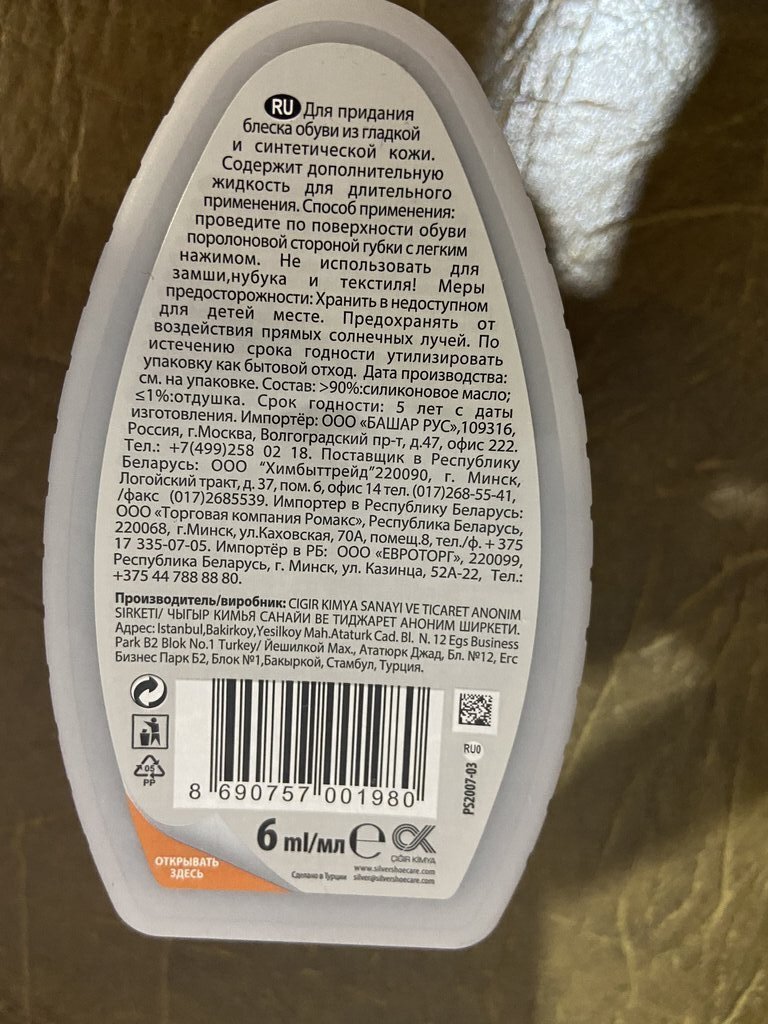 RU Для придания
блеска обуви из гладкой
и синтетической кожи.
Содержит дополнительную
жидкость для длительного
применения. Способ применения:
проведите по поверхности обуви
поролоновой стороной губки с легким
нажимом. Не использовать для
замши,нубука и текстиля! Меры
предосторожности: Хранить в недоступном
для детей месте. Предохранять от
воздействия прямых солнечных лучей. По
истечению срока годности утилизировать
упаковку как бытовой отход. Дата производства:
см. на упаковке. Состав: >90%:силиконовое масло;
≤1%:отдушка. Срок годности: 5 лет с даты
изготовления. Импортёр: ООО «БАШАР РУС»,109316,
Россия, г.Москва, Волгоградский пр-т, д.47, офис 222.
Тел.: +7(499)258 02 18. Поставщик в Республику
Беларусь: ООО "Химбыттрейд"220090, г. Минск,
Логойский тракт, д. 37, пом. 6, офис 14 тел. (017)268-55-41,
/факс (017)2685539. Импортер в Республику Беларусь:
ООО «Торговая компания Ромакс», Республика Беларусь,
220068, г.Минск, ул.Каховская, 70А, помещ.8, тел./ф. + 375
17 335-07-05. Импортёр в РБ: ООО «ЕВРОТОРГ», 220099,
Республика Беларусь, г. Минск, ул. Казинца, 52А-22, Тел.:
+375 44 788 88 80.
Производитель/виробник: CIGIR KIMYA SANAYI VE TICARET ANONIM
SIRKETI/ ЧЫГЫР КИМЬЯ САНАЙИ ВЕ ТИДЖАРЕТ АНОНИМ ШИРКЕТИ.
Адрес: Istanbul,Bakirkoy,Yesilkoy Mah.Ataturk Cad. Bl. N. 12 Egs Business
Park B2 Blok No.1 Turkey/ Йешилкой Мах., Ататюрк Джад, Бл. №12, Егс
Бизнес Парк Б2, Блок №1,Бакыркой, Стамбул, Турция.
05
PP
8 690757 001980
RU0
PS2007-03
6 ml/мл e
ÇIĞIR KİMYA
www.silvershoecare.com
Сделано в Турции silver@silvershoecare.com
ОТКРЫВАТЬ
ЗДЕСЬ